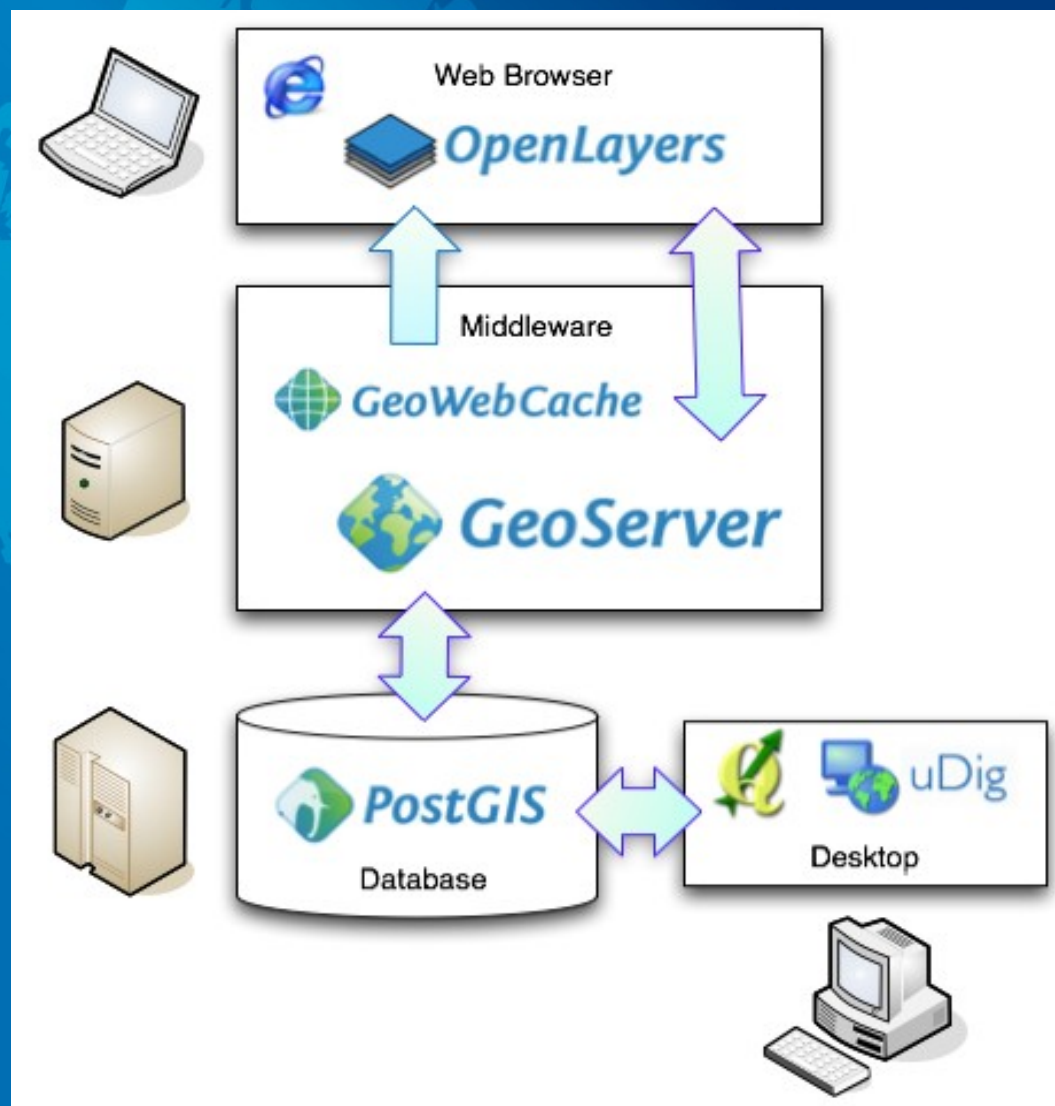 Web Browser
OpenLayers
Middleware
GeoWebCache
GeoServer
PostGIS
Database
uDig
Desktop